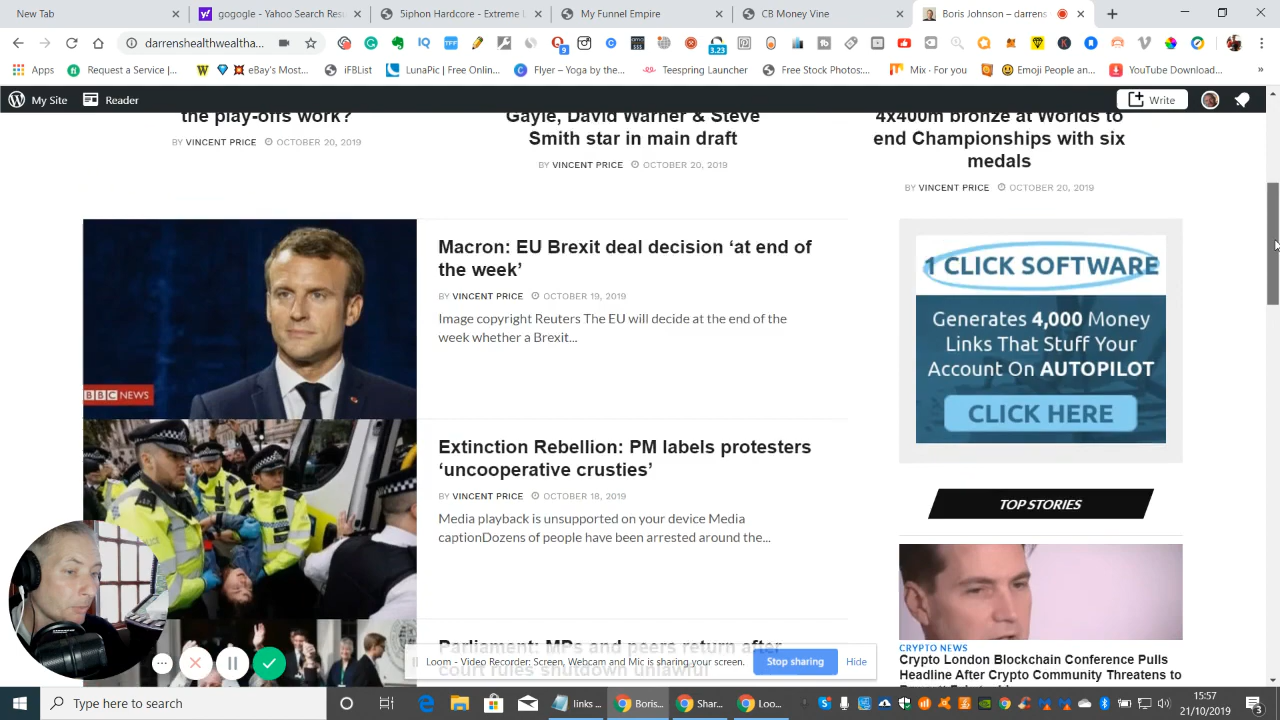 New Tab
gogogle - Yahoo Search Res
Siphon Hardcore - Extreme
My Funnel Empire
CB Money Vine
Boris Johnson – darrens
darrenshealthwealtha...
9
3.23
Apps
Request a Service |...
eBay's Most...
iFBList
LunaPic | Free Onlin...
Flyer – Yoga by the...
Teespring Launcher
Free Stock Photos:...
Mix · For you
Emoji People an...
YouTube Download...
»
My Site
Reader
Write
the play-offs work?
BY VINCENT PRICE OCTOBER 20, 2019
Gayle, David Warner & Steve
Smith star in main draft
BY VINCENT PRICE OCTOBER 20, 2019
4x400m bronze at Worlds to
end Championships with six
medals
BY VINCENT PRICE OCTOBER 20, 2019
BBC NEWS
Macron: EU Brexit deal decision ‘at end of
the week’
BY VINCENT PRICE OCTOBER 19, 2019
Image copyright Reuters The EU will decide at the end of the
week whether a Brexit...
Extinction Rebellion: PM labels protesters
‘uncooperative crusties’
BY VINCENT PRICE OCTOBER 18, 2019
Media playback is unsupported on your device Media
captionDozens of people have been arrested around the...
Parliament: MPs and peers return after
court rules shutdown unlawful
1 CLICK SOFTWARE
Generates 4,000 Money
Links That Stuff Your
Account On AUTOPILOT
CLICK HERE
TOP STORIES
CRYPTO NEWS
Crypto London Blockchain Conference Pulls
Headline After Crypto Community Threatens to
Loom - Video Recorder: Screen, Webcam and Mic is sharing your screen.
Stop sharing
Hide
Type here to search
links ...
Boris...
Shar...
Loo...
15:57
21/10/2019
3